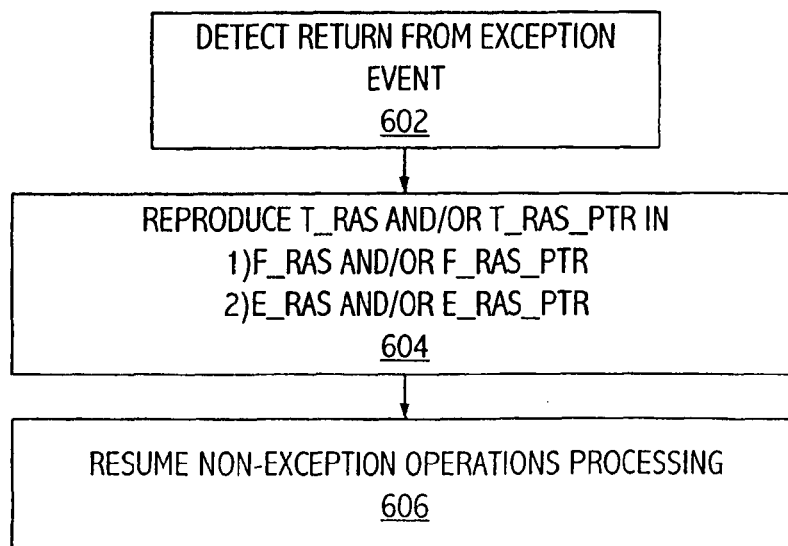 DETECT RETURN FROM EXCEPTION
EVENT
602
REPRODUCE T_RAS AND/OR T_RAS_PTR IN
1)F_RAS AND/OR F_RAS_PTR
2)E_RAS AND/OR E_RAS_PTR
604
RESUME NON-EXCEPTION OPERATIONS PROCESSING
606